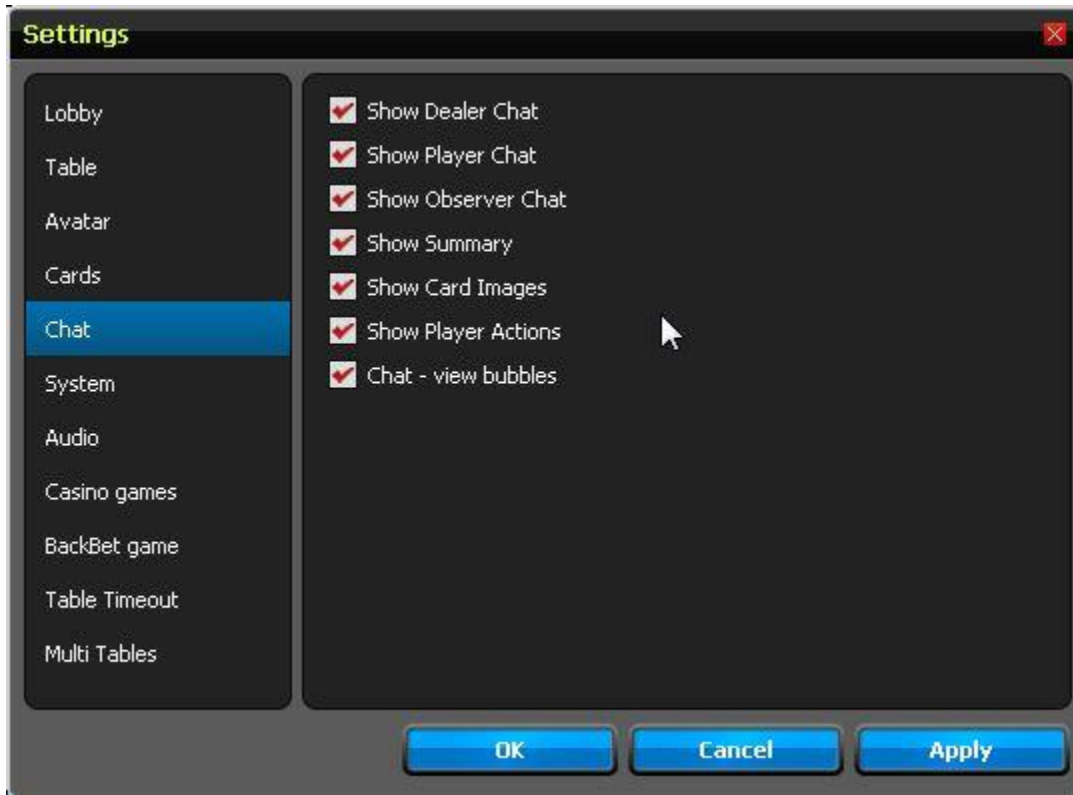 Settings
Lobby
Table
Avatar
Cards
Chat
System
Audio
Casino games
BackBet game
Table Timeout
Multi Tables
Show Dealer Chat
Show Player Chat
Show Observer Chat
Show Summary
Show Card Images
Show Player Actions
Chat - view bubbles
OK
Cancel
Apply